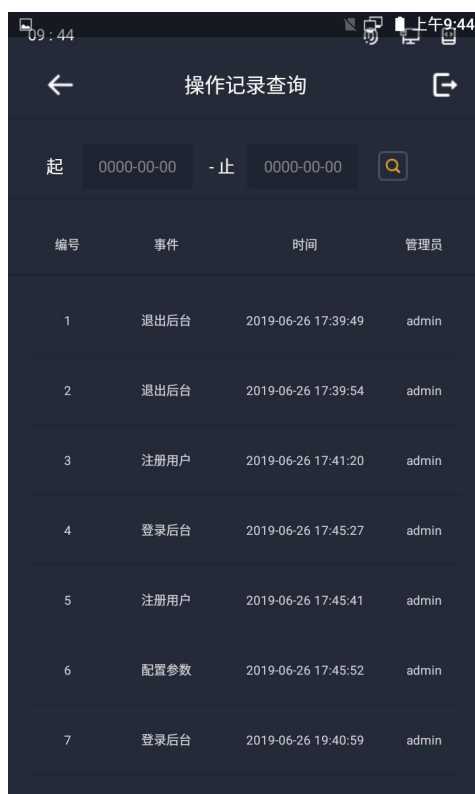 09 : 44 上午9:44
操作记录查询
起 0000-00-00 - 止 0000-00-00
编号 事件 时间 管理员
1 退出后台 2019-06-26 17:39:49 admin
2 退出后台 2019-06-26 17:39:54 admin
3 注册用户 2019-06-26 17:41:20 admin
4 登录后台 2019-06-26 17:45:27 admin
5 注册用户 2019-06-26 17:45:41 admin
6 配置参数 2019-06-26 17:45:52 admin
7 登录后台 2019-06-26 19:40:59 admin